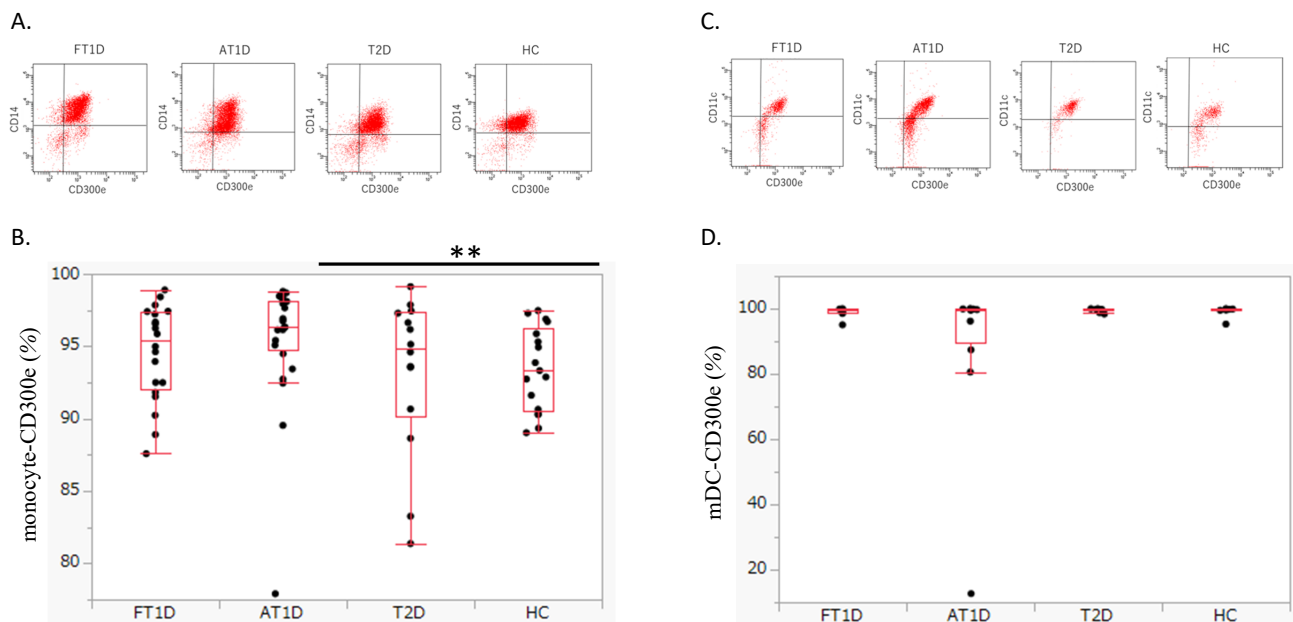 A.
FT1D
AT1D
T2D
HC
CD14
CD300e
CD14
CD300e
CD14
CD300e
CD14
CD300e
B.
**
monocyte-CD300e (%)
100
95
90
85
80
FT1D
AT1D
T2D
HC
C.
FT1D
AT1D
T2D
HC
CD11c
CD300e
CD11c
CD300e
CD11c
CD300e
CD11c
CD300e
D.
mDC-CD300e (%)
100
80
60
40
20
FT1D
AT1D
T2D
HC